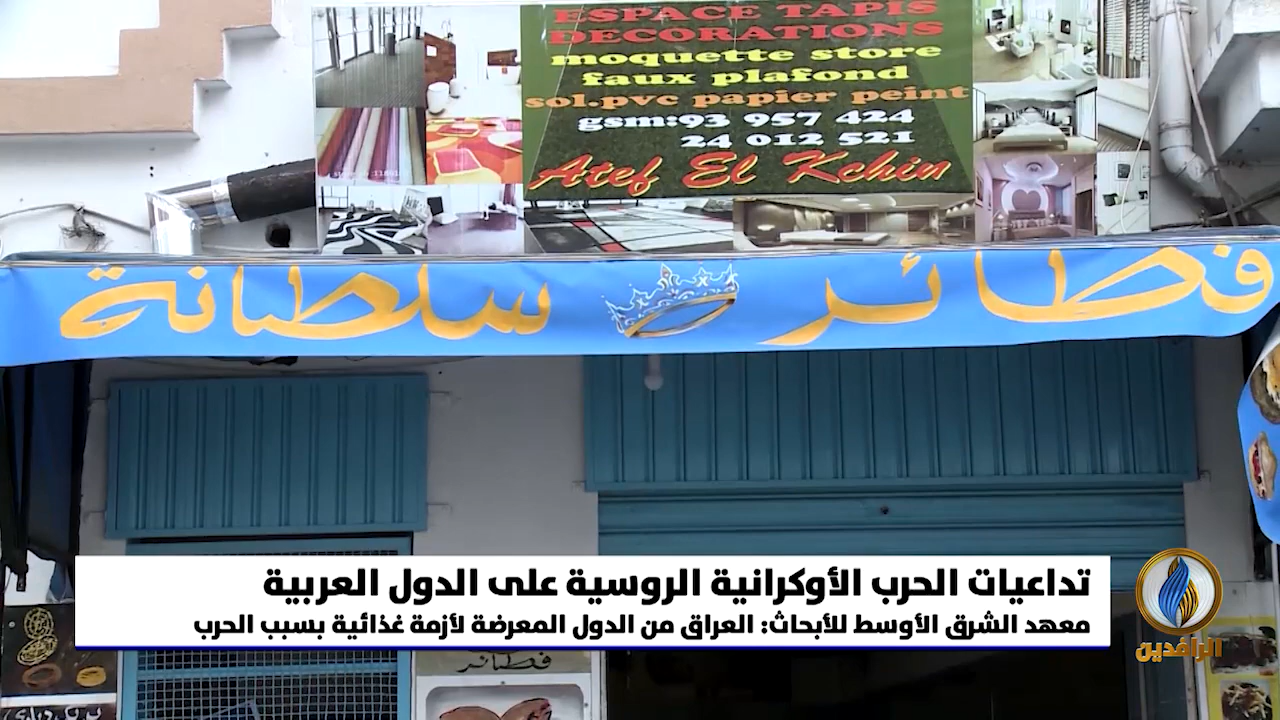 ESPACE TAPIS
DECORATIONS
moquette store
faux plafond
sol.pvc papier peint
gsm:93 957 424
24 012 521
Atef El Kchin
فطائر سلطانة
تداعيات الحرب الأوكرانية الروسية على الدول العربية
معهد الشرق الأوسط للأبحاث: العراق من الدول المعرضة لأزمة غذائية بسبب الحرب
الرافدين
فطائر